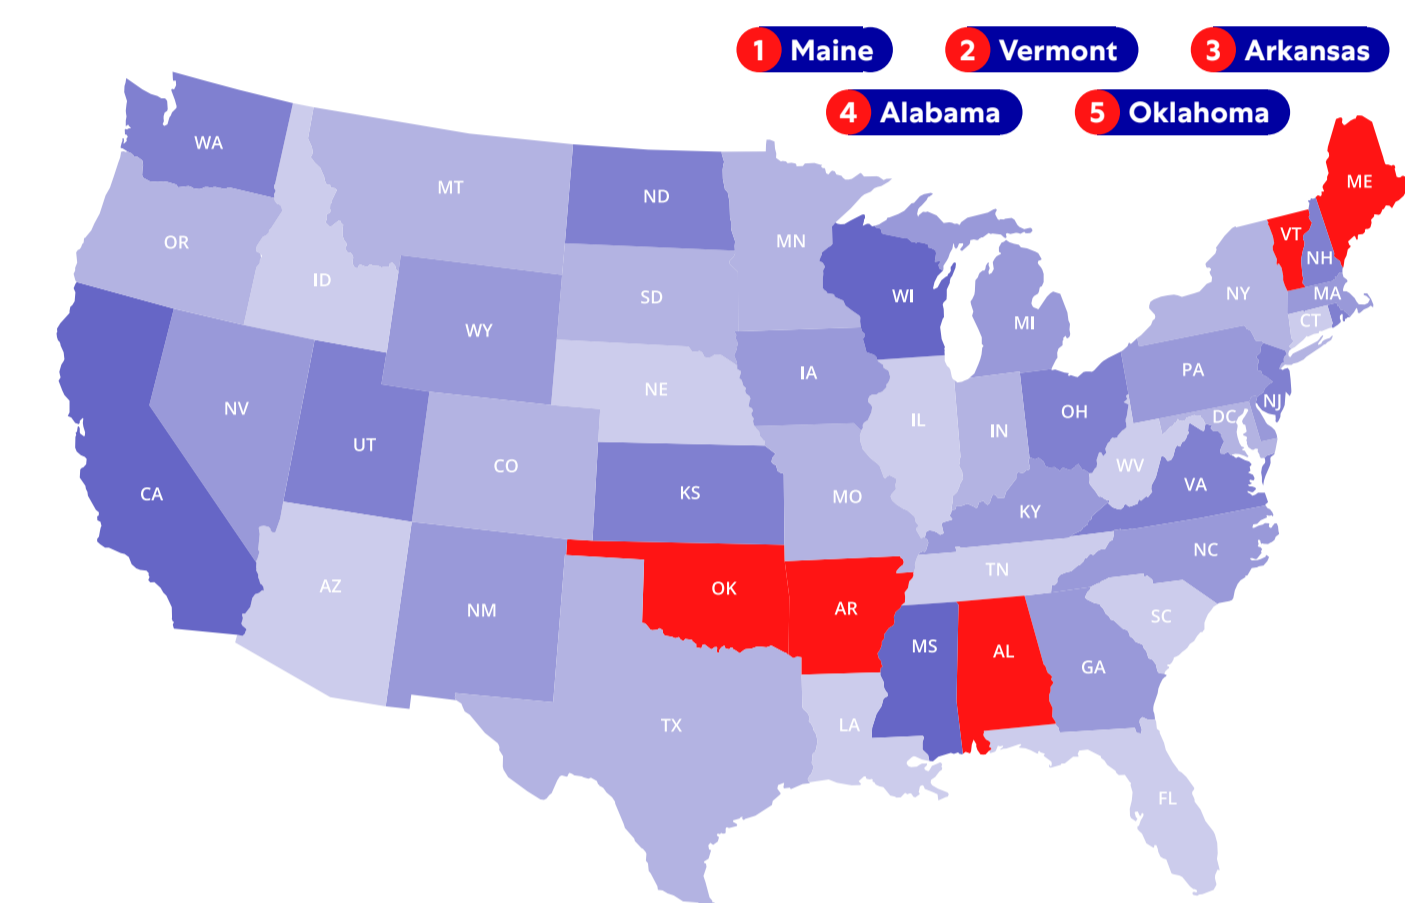 1 Maine
2 Vermont
3 Arkansas
4 Alabama
5 Oklahoma
WA
MT
ND
ME
OR
MN
VT
NH
ID
SD
WI
NY
MA
WY
MI
CT
IA
PA
NE
NV
OH
NJ
IL
DC
UT
IN
CO
WV
KS
VA
CA
MO
KY
NC
TN
AZ
OK
NM
AR
SC
MS
AL
GA
TX
LA
FL